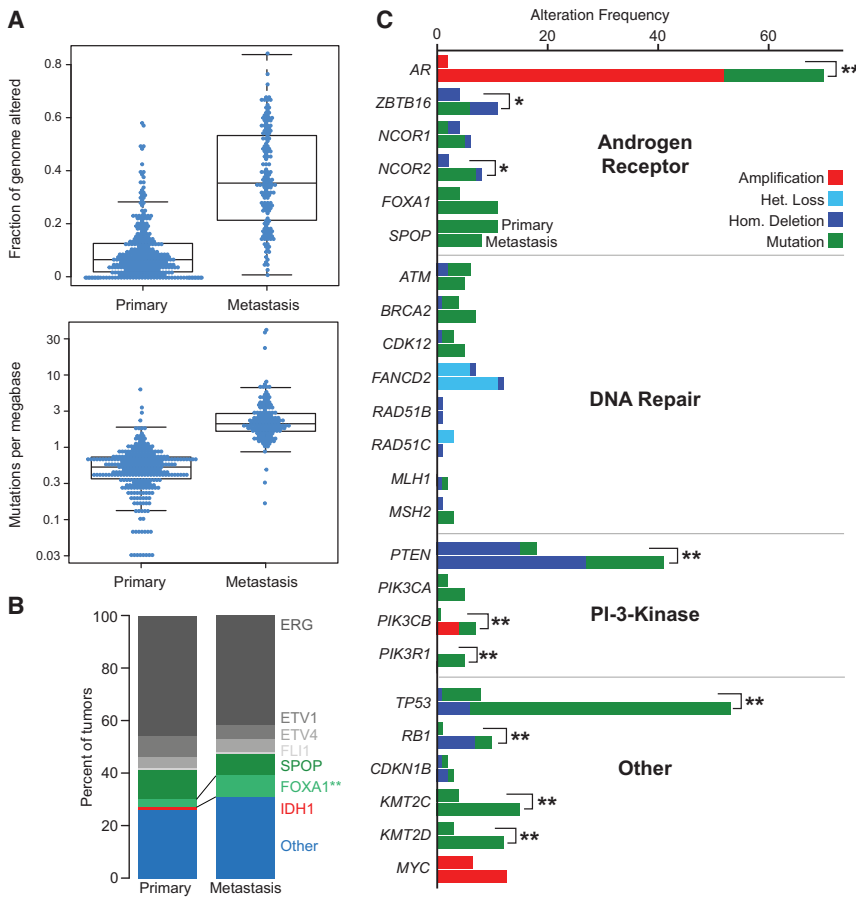 A
Fraction of genome altered
0.8
0.6
0.4
0.2
0
Primary
Metastasis
Mutations per megabase
30
10
3
1
0.3
0.1
0.03
Primary
Metastasis
B
Percent of tumors
100
80
60
40
20
0
ERG
ETV1
ETV4
FLI1
SPOP
FOXA1**
IDH1
Other
Primary
Metastasis
C
Alteration Frequency
0 20 40 60
AR **
ZBTB16 *
NCOR1
NCOR2 *
FOXA1
SPOP
Primary
Metastasis
Androgen
Receptor
Amplification
Het. Loss
Hom. Deletion
Mutation
ATM
BRCA2
CDK12
FANCD2
RAD51B
RAD51C
MLH1
MSH2
DNA Repair
PTEN **
PIK3CA
PIK3CB **
PIK3R1 **
PI-3-Kinase
TP53 **
RB1 **
CDKN1B
KMT2C **
KMT2D **
MYC
Other